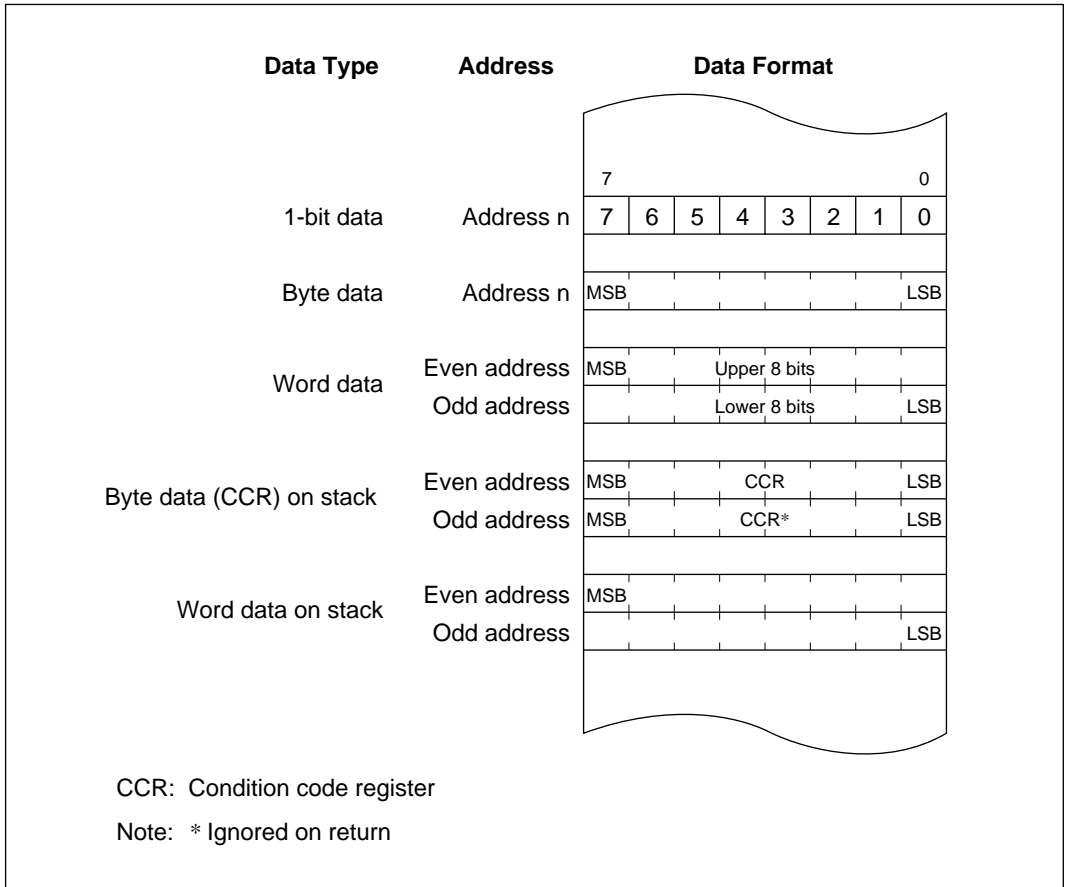 Data Type Address Data Format
7 0
1-bit data Address n 7 6 5 4 3 2 1 0
Byte data Address n MSB LSB
Word data Even address MSB Upper 8 bits
Odd address Lower 8 bits LSB
Byte data (CCR) on stack Even address MSB CCR LSB
Odd address MSB CCR* LSB
Word data on stack Even address MSB
Odd address LSB
CCR: Condition code register
Note: * Ignored on return